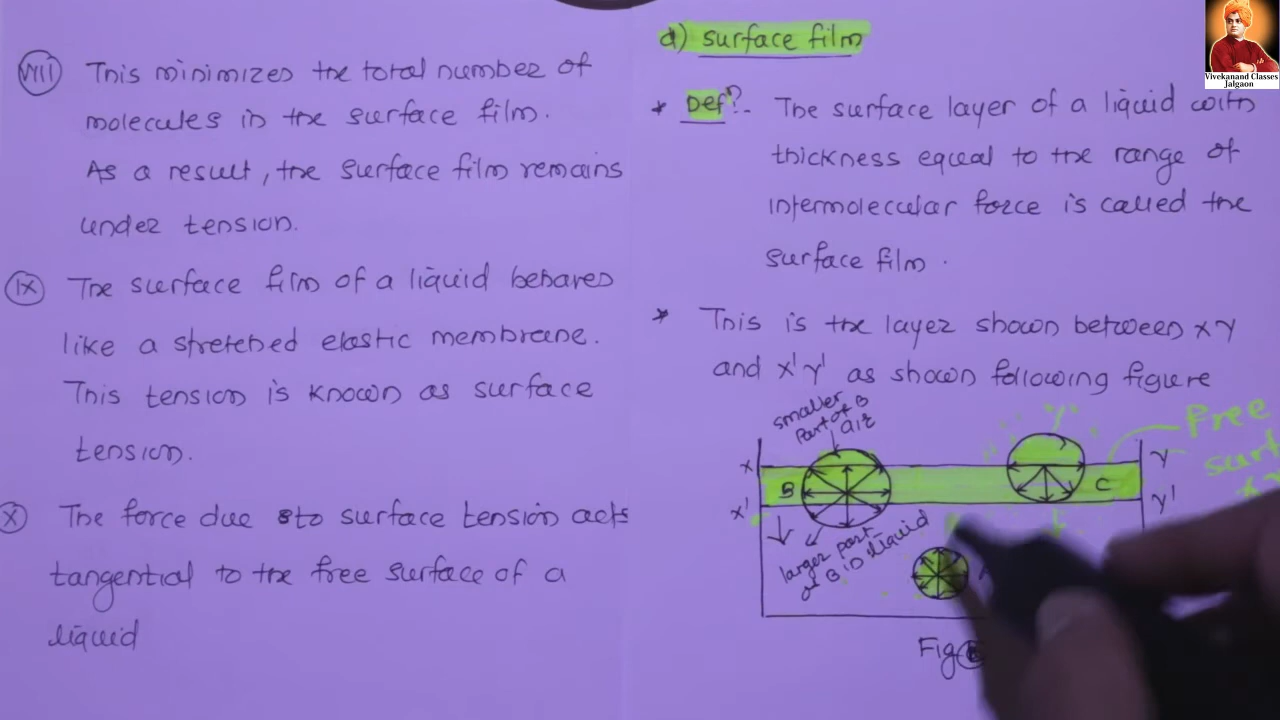 (VIII) This minimizes the total number of
molecules in the surface film.
As a result, the surface film remains
under tension.
(IX) The surface film of a liquid behaves
like a stretched elastic membrane.
This tension is known as surface
tension.
(X) The force due to surface tension acts
tangential to the free surface of a
liquid
d) surface film
* Defn:- The surface layer of a liquid with
thickness equal to the range of
intermolecular force is called the
surface film.
* This is the layer shown between XY
and X'Y' as shown following figure
smaller
part of B
air
Free
X
B
C
Y
X'
Y'
larger part
of B in liquid
Fig
Vivekanand Classes
Jalgaon